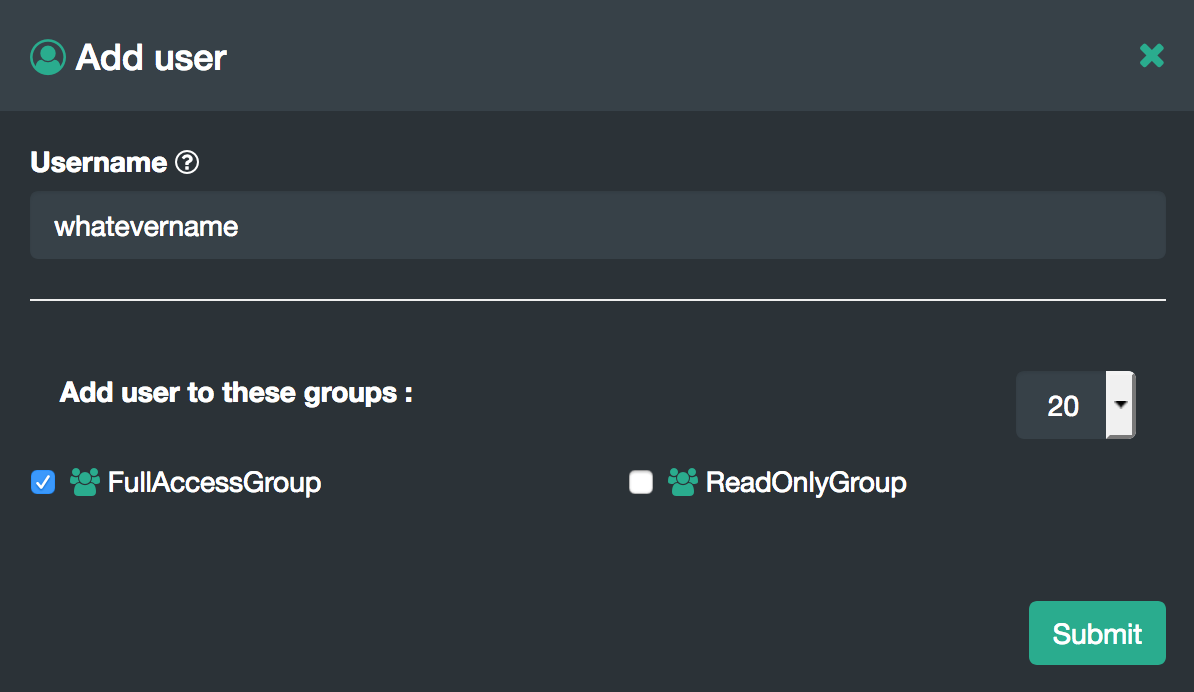 Add user
Username
whatevername
Add user to these groups :
20
FullAccessGroup
ReadOnlyGroup
Submit